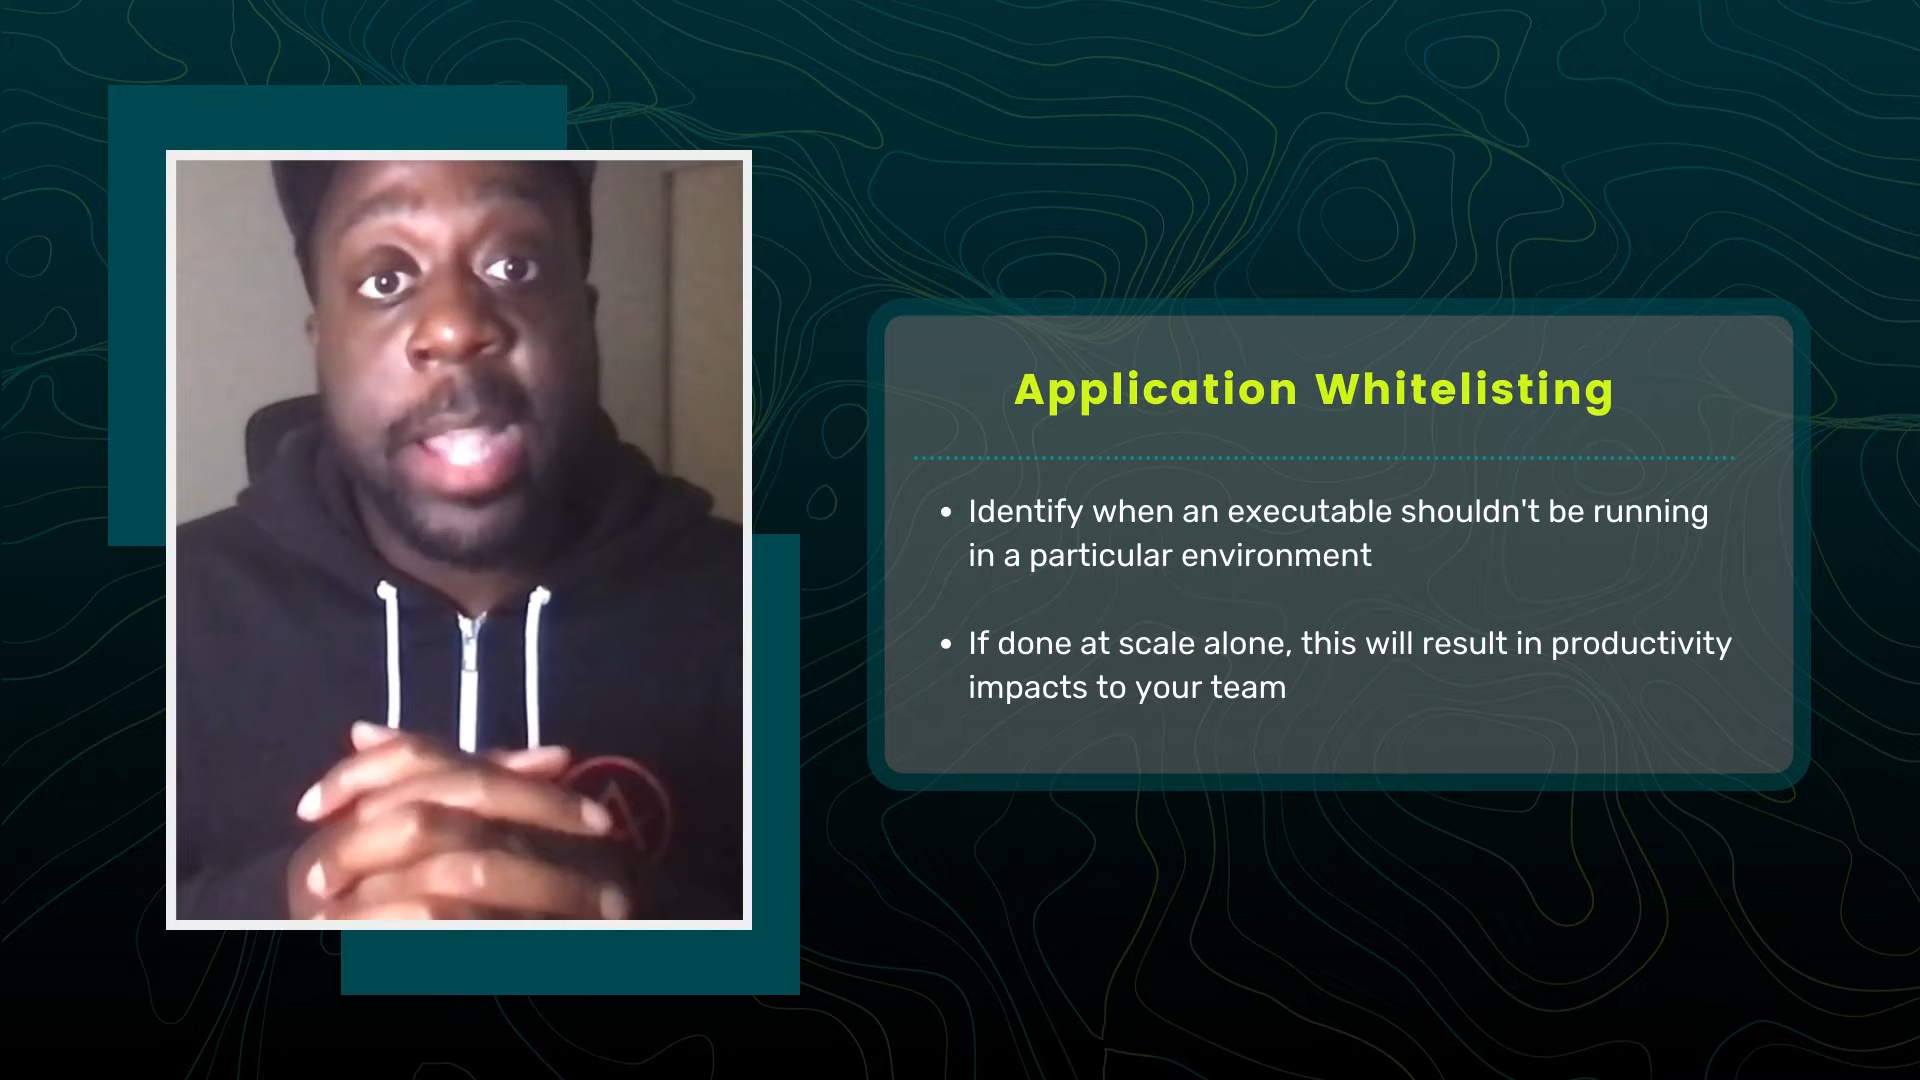 Application Whitelisting
• Identify when an executable shouldn't be running
in a particular environment
• If done at scale alone, this will result in productivity
impacts to your team